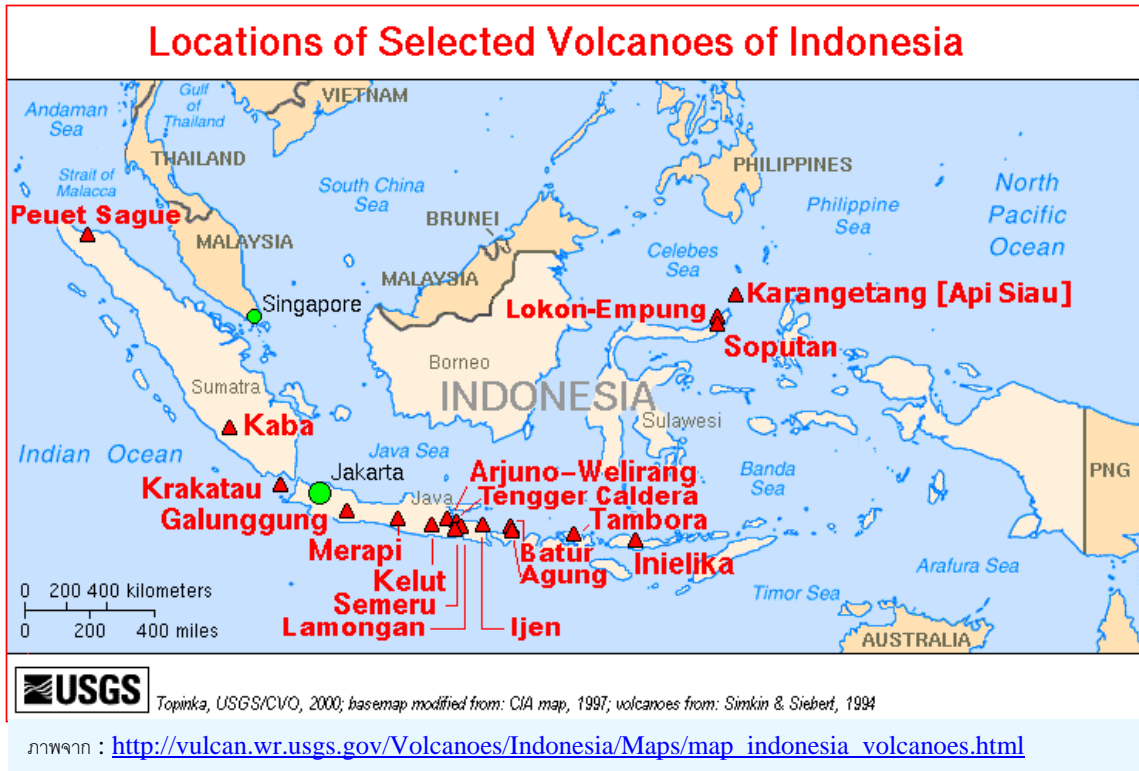 Locations of Selected Volcanoes of Indonesia
Andaman
Sea
Gulf
of
Thailand
VIETNAM
THAILAND
Strait of
Malacca
South China
Sea
PHILIPPINES
Philippine
Sea
North
Pacific
Ocean
Peuet Sague
MALAYSIA
BRUNEI
MALAYSIA
Celebes
Sea
Singapore
Karangetang [Api Siau]
Lokon-Empung
Soputan
Sumatra
Borneo
INDONESIA
Sulawesi
Kaba
Indian Ocean
Java Sea
Banda
Sea
PNG
Jakarta
Krakatau
Java
Arjuno-Welirang
Tengger Caldera
Galunggung
Tambora
Merapi
Batur
Agung
Inielika
Kelut
Semeru
Lamongan
Ijen
Arafura Sea
Timor Sea
AUSTRALIA
0 200 400 kilometers
0 200 400 miles
USGS
Topinka, USGS/CVO, 2000; basemap modified from: CIA map, 1997; volcanoes from: Simkin & Siebert, 1994
ภาพจาก : http://vulcan.wr.usgs.gov/Volcanoes/Indonesia/Maps/map_indonesia_volcanoes.html